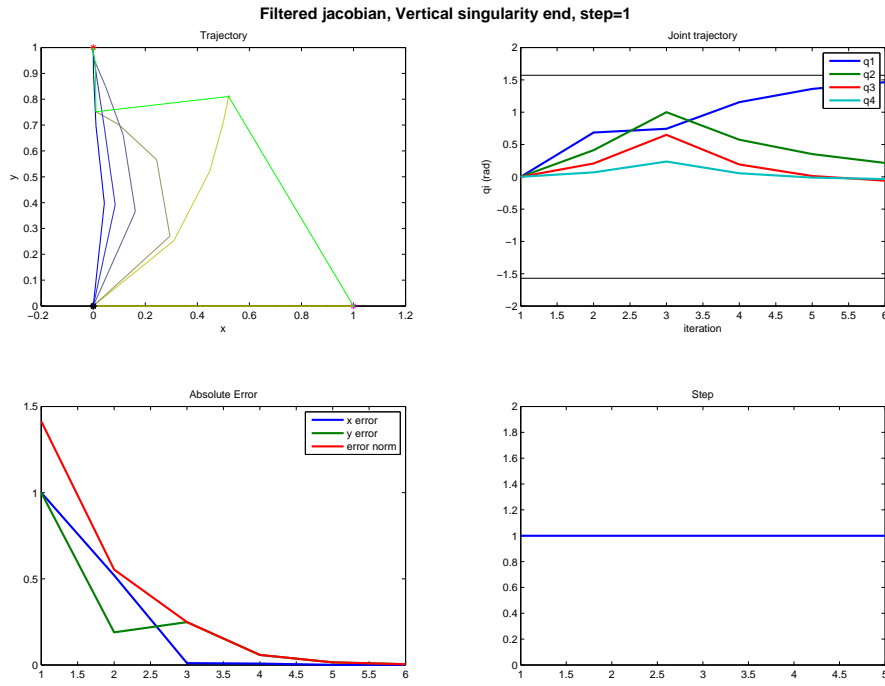 Filtered jacobian, Vertical singularity end, step=1
Trajectory
1
0.9
0.8
0.7
0.6
0.5
0.4
0.3
0.2
0.1
0
y
−0.2 0 0.2 0.4 0.6 0.8 1 1.2
x
Joint trajectory
q1
q2
q3
q4
2
1.5
1
0.5
0
−0.5
−1
−1.5
−2
qi (rad)
1 1.5 2 2.5 3 3.5 4 4.5 5 5.5 6
iteration
Absolute Error
x error
y error
error norm
1.5
1
0.5
0
1 1.5 2 2.5 3 3.5 4 4.5 5 5.5 6
Step
2
1.8
1.6
1.4
1.2
1
0.8
0.6
0.4
0.2
0
1 1.5 2 2.5 3 3.5 4 4.5 5